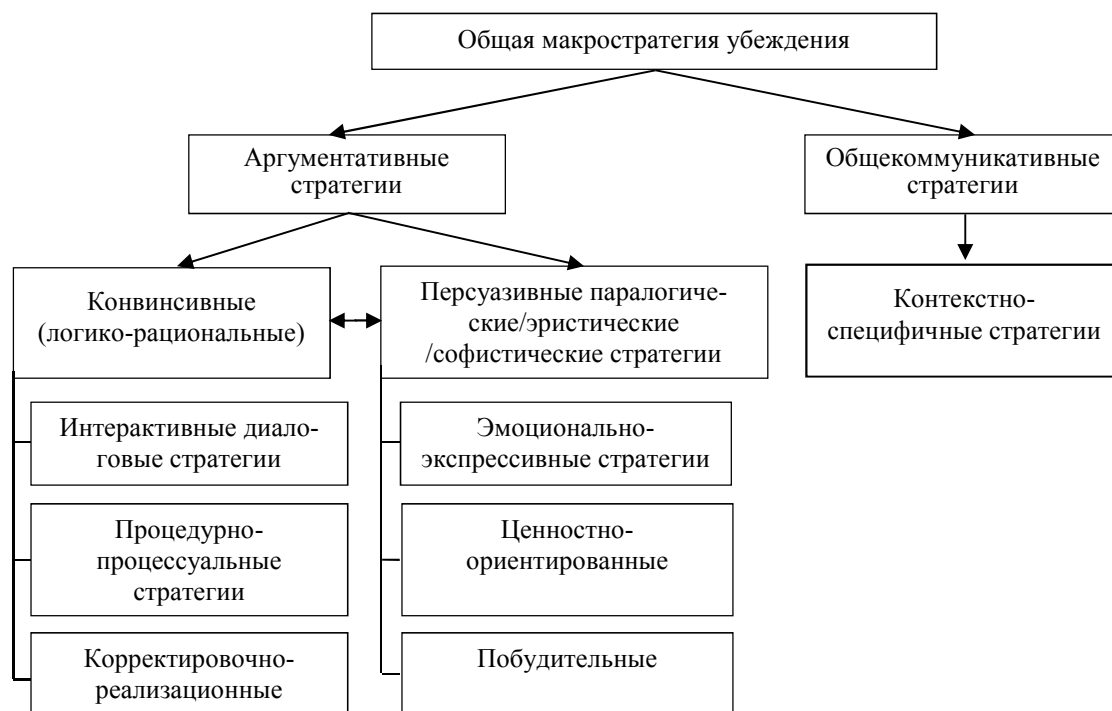 Общая макростратегия убеждения
Аргументативные
стратегии
Общекоммуникативные
стратегии
Конвинсивные
(логико-рациональные)
Персуазивные паралогиче-
ские/эристические
/софистические стратегии
Контекстно-
специфичные стратегии
Интерактивные диало-
говые стратегии
Эмоционально-
экспрессивные стратегии
Процедурно-
процессуальные
стратегии
Ценностно-
ориентированные
Корректировочно-
реализационные
Побудительные